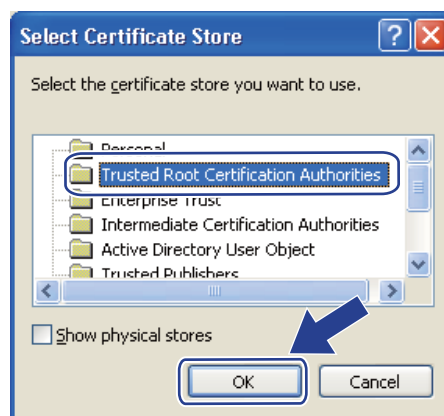 Select Certificate Store
Select the certificate store you want to use.
Personal
Trusted Root Certification Authorities
Enterprise Trust
Intermediate Certification Authorities
Active Directory User Object
Trusted Publishers
Show physical stores
OK Cancel